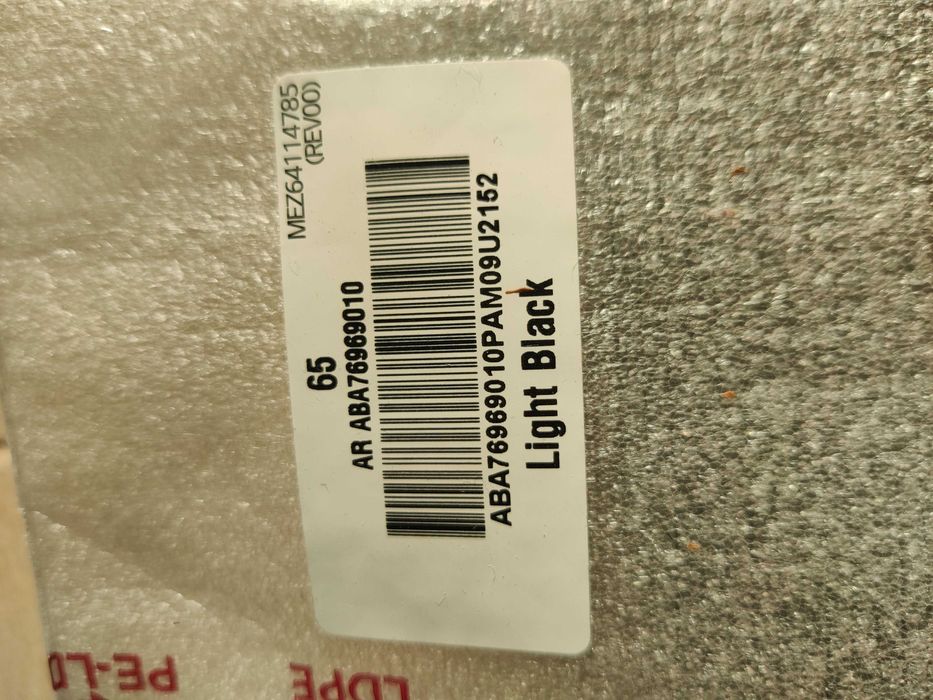 MEZ64114785
(REV00)
65
AR ABA76969010
ABA76969010PAM09U2152
Light Black
PE-LD
LDPE